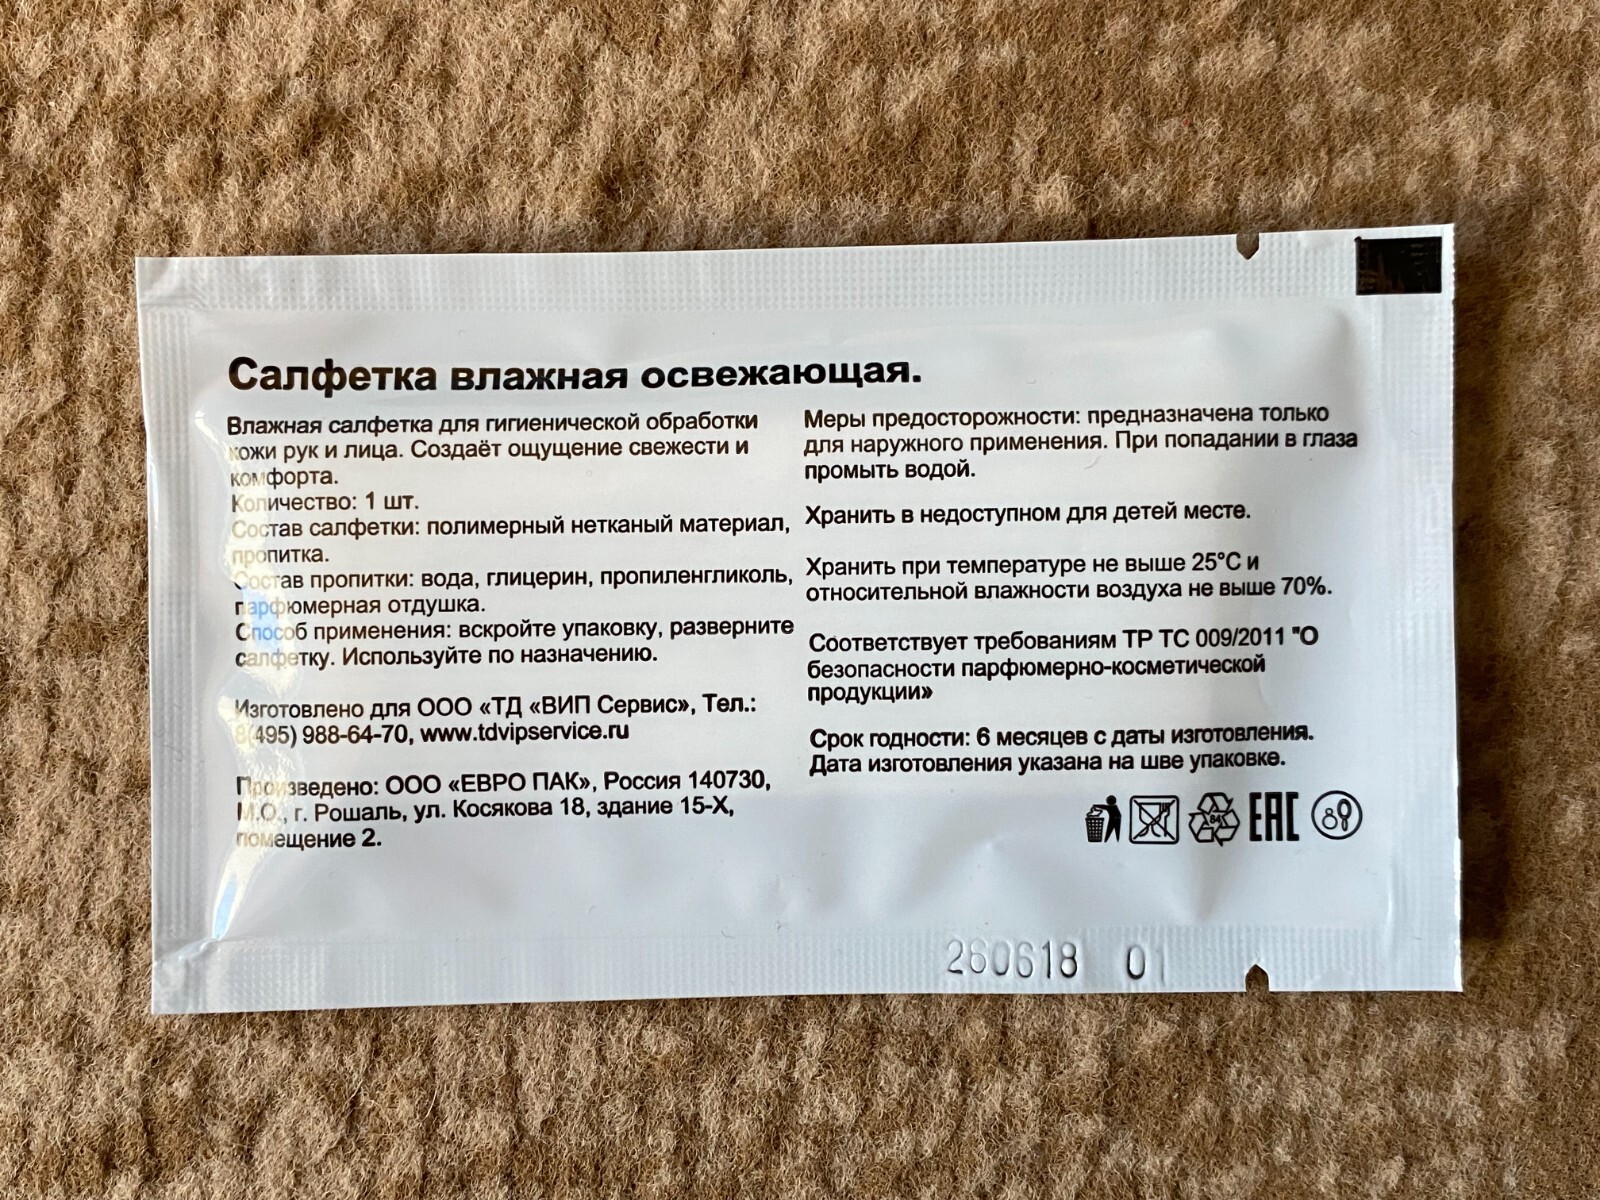 Салфетка влажная освежающая.
Влажная салфетка для гигиенической обработки
кожи рук и лица. Создаёт ощущение свежести и
комфорта.
Количество: 1 шт.
Состав салфетки: полимерный нетканый материал,
пропитка.
Состав пропитки: вода, глицерин, пропиленгликоль,
парфюмерная отдушка.
Способ применения: вскройте упаковку, разверните
салфетку. Используйте по назначению.
Изготовлено для ООО «ТД «ВИП Сервис», Тел.:
8(495) 988-64-70, www.tdvipservice.ru
Произведено: ООО «ЕВРО ПАК», Россия 140730,
М.О., г. Рошаль, ул. Косякова 18, здание 15-Х,
помещение 2.
Меры предосторожности: предназначена только
для наружного применения. При попадании в глаза
промыть водой.
Хранить в недоступном для детей месте.
Хранить при температуре не выше 25°С и
относительной влажности воздуха не выше 70%.
Соответствует требованиям ТР ТС 009/2011 "О
безопасности парфюмерно-косметической
продукции»
Срок годности: 6 месяцев с даты изготовления.
Дата изготовления указана на шве упаковке.
84 EAC
260618 01